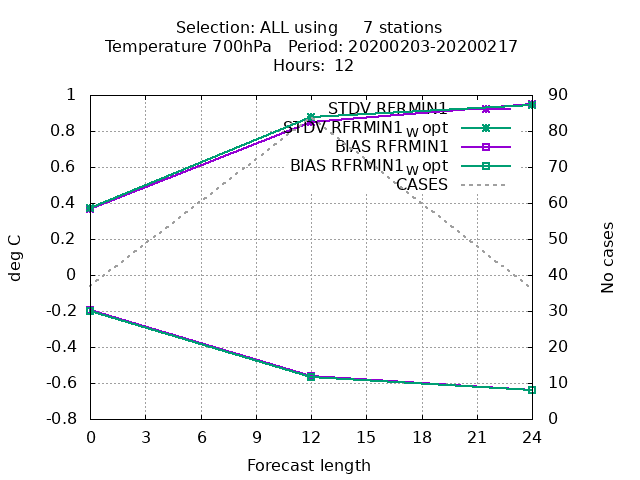 Selection: ALL using 7 stations
Temperature 700hPa Period: 20200203-20200217
Hours: 12
1
0.8
0.6
0.4
0.2
0
-0.2
-0.4
-0.6
-0.8
deg C
90
80
70
60
50
40
30
20
10
0
No cases
STDV RFRMIN1
STDV RFRMIN1_W opt
BIAS RFRMIN1
BIAS RFRMIN1_W opt
CASES
0 3 6 9 12 15 18 21 24
Forecast length